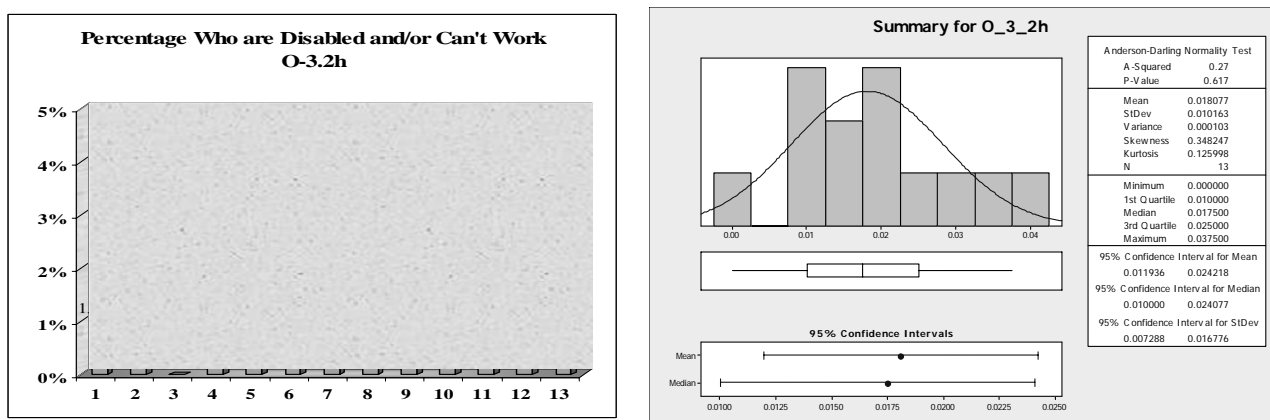 Percentage Who are Disabled and/or Can't Work
O-3.2h
5%
4%
3%
2%
1.
1%
0%
1 2 3 4 5 6 7 8 9 10 11 12 13
Summary for O_3_2h
0.00 0.01 0.02 0.03 0.04
95% Confidence Intervals
Mean
Median
0.0100 0.0125 0.0150 0.0175 0.0200 0.0225 0.0250
Anderson-Darling Normality Test
A-Squared 0.27
P-Value 0.617
Mean 0.018077
StDev 0.010163
Variance 0.000103
Skewness 0.348247
Kurtosis 0.125998
N 13
Minimum 0.000000
1st Quartile 0.010000
Median 0.017500
3rd Quartile 0.025000
Maximum 0.037500
95% Confidence Interval for Mean
0.011936 0.024218
95% Confidence Interval for Median
0.010000 0.024077
95% Confidence Interval for StDev
0.007288 0.016776